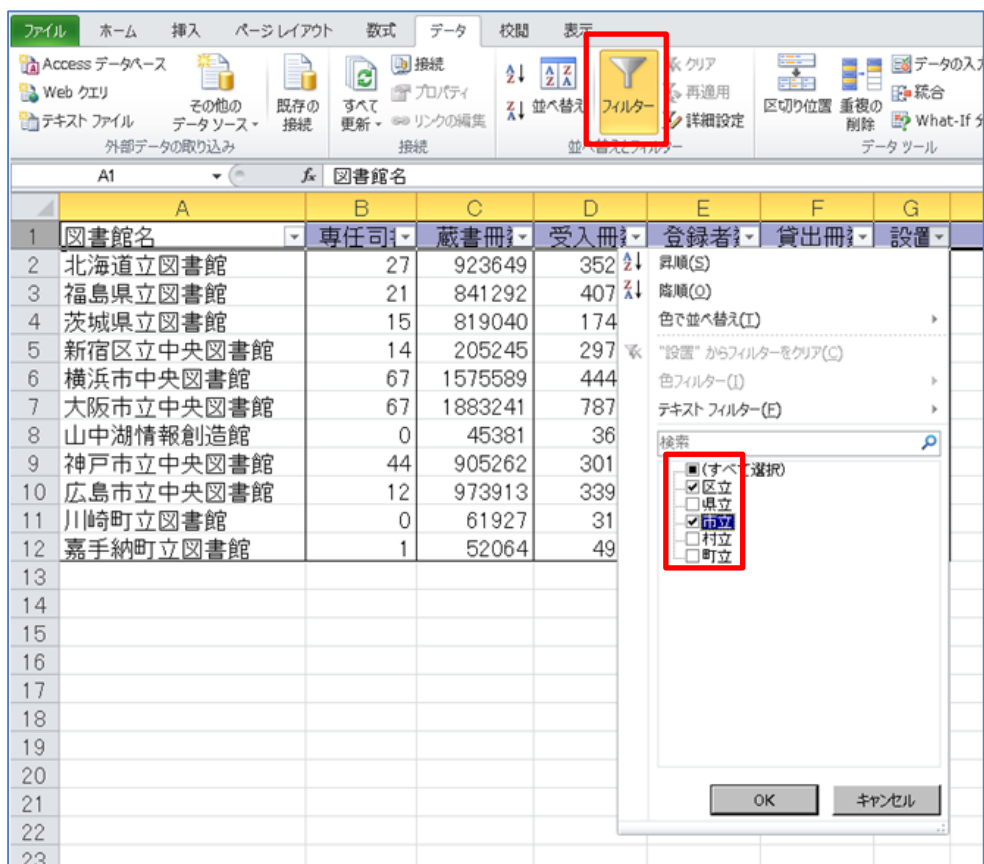 ファイル ホーム 挿入 ページ レイアウト 数式 データ 校閲 表示
Access データベース
Web クエリ
テキスト ファイル
その他の
データ ソース
既存の
接続
外部データの取り込み
すべて
更新
接続
プロパティ
リンクの編集
接続
並べ替え
フィルター
クリア
再適用
詳細設定
並べ替えとフィルター
区切り位置
重複の
削除
データの入
統合
What-If
データ ツール
A1 fx 図書館名
A B C D E F G
1 図書館名 専任司 蔵書冊 受入冊 登録者 貸出冊 設置
2 北海道立図書館 27 923649 352
3 福島県立図書館 21 841292 407
4 茨城県立図書館 15 819040 174
5 新宿区立中央図書館 14 205245 297
6 横浜市中央図書館 67 1575589 444
7 大阪市立中央図書館 67 1883241 787
8 山中湖情報創造館 0 45381 36
9 神戸市立中央図書館 44 905262 301
10 広島市立中央図書館 12 973913 339
11 川崎町立図書館 0 61927 31
12 嘉手納町立図書館 1 52064 49
13
14
15
16
17
18
19
20
21
22
23
昇順(S)
降順(O)
色で並べ替え(T)
"設置" からフィルターをクリア(C)
色フィルター(I)
テキスト フィルター(F)
検索
(すべて選択)
区立
県立
市立
村立
町立
OK キャンセル